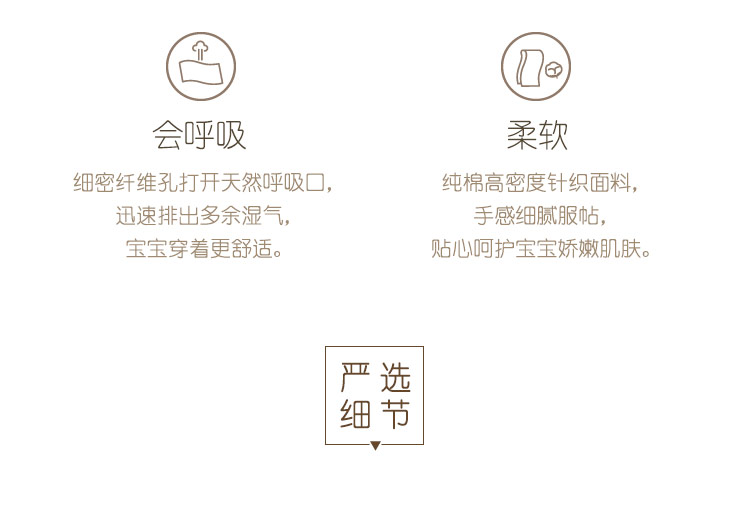 会呼吸
细密纤维孔打开天然呼吸口，
迅速排出多余湿气，
宝宝穿着更舒适。
柔软
纯棉高密度针织面料，
手感细腻服帖，
贴心呵护宝宝娇嫩肌肤。
严选
细节